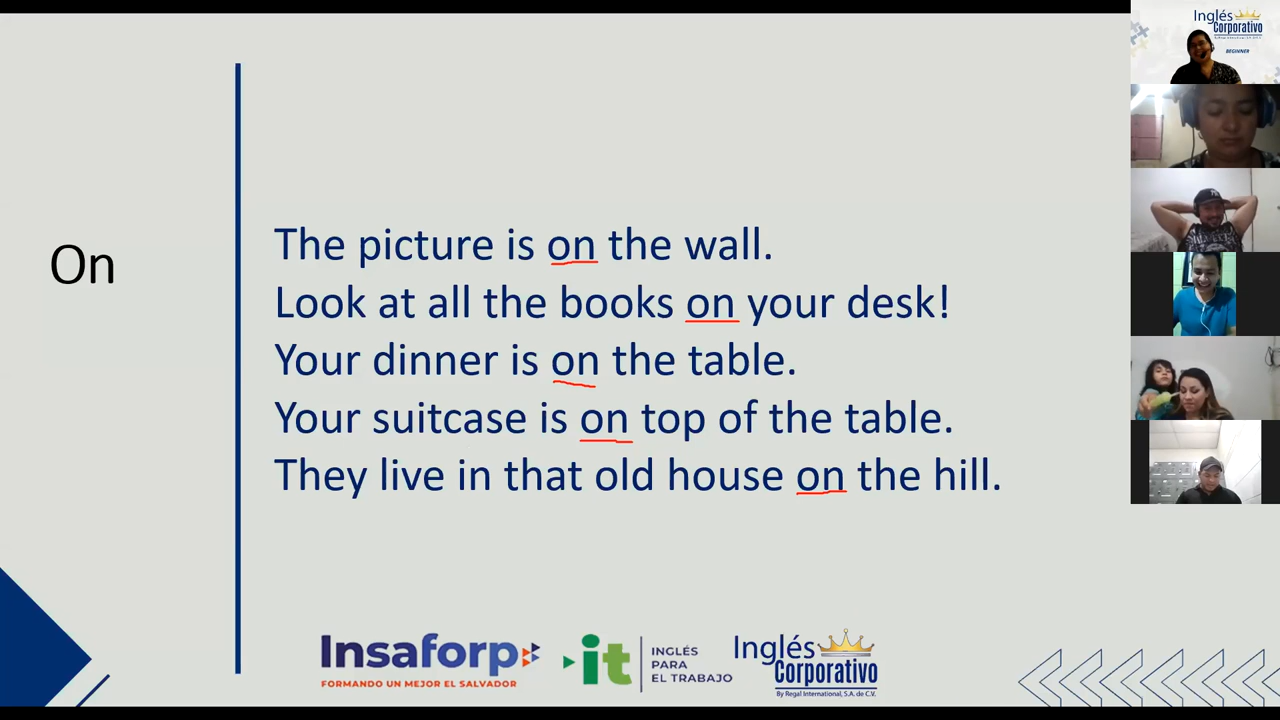 On
The picture is on the wall.
Look at all the books on your desk!
Your dinner is on the table.
Your suitcase is on top of the table.
They live in that old house on the hill.
Insaforp
FORMANDO UN MEJOR EL SALVADOR
it
INGLÉS
PARA
EL TRABAJO
Inglés
Corporativo
By Regal International, S.A. de C.V.
Inglés
Corporativo
BEGINNER